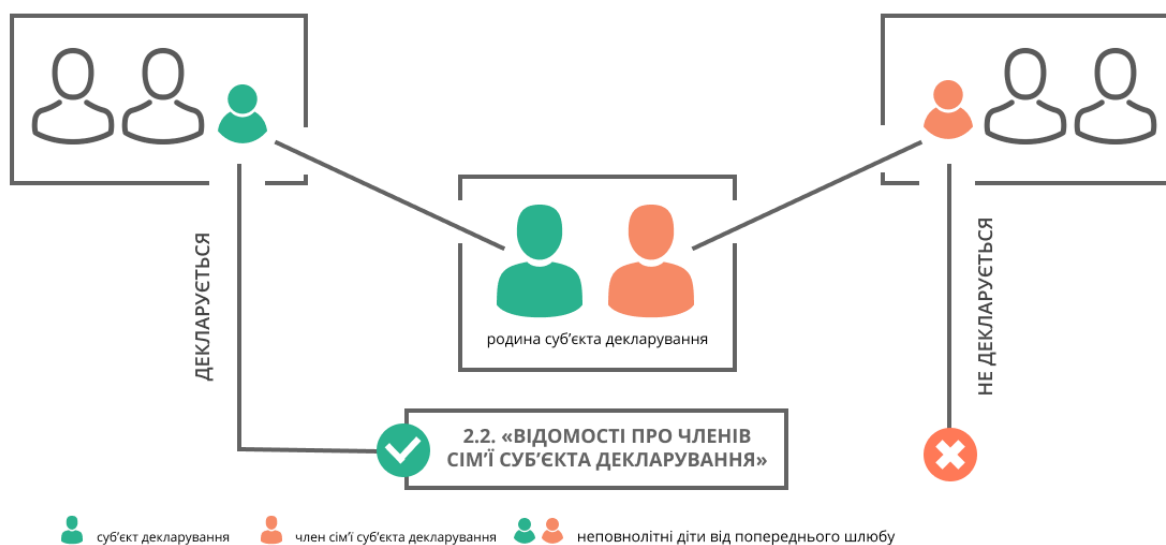 ДЕКЛАРУЄТЬСЯ
родина суб’єкта декларування
НЕ ДЕКЛАРУЄТЬСЯ
2.2. «ВІДОМОСТІ ПРО ЧЛЕНІВ
СІМ’Ї СУБ’ЄКТА ДЕКЛАРУВАННЯ»
суб’єкт декларування
член сім’ї суб’єкта декларування
неповнолітні діти від попереднього шлюбу